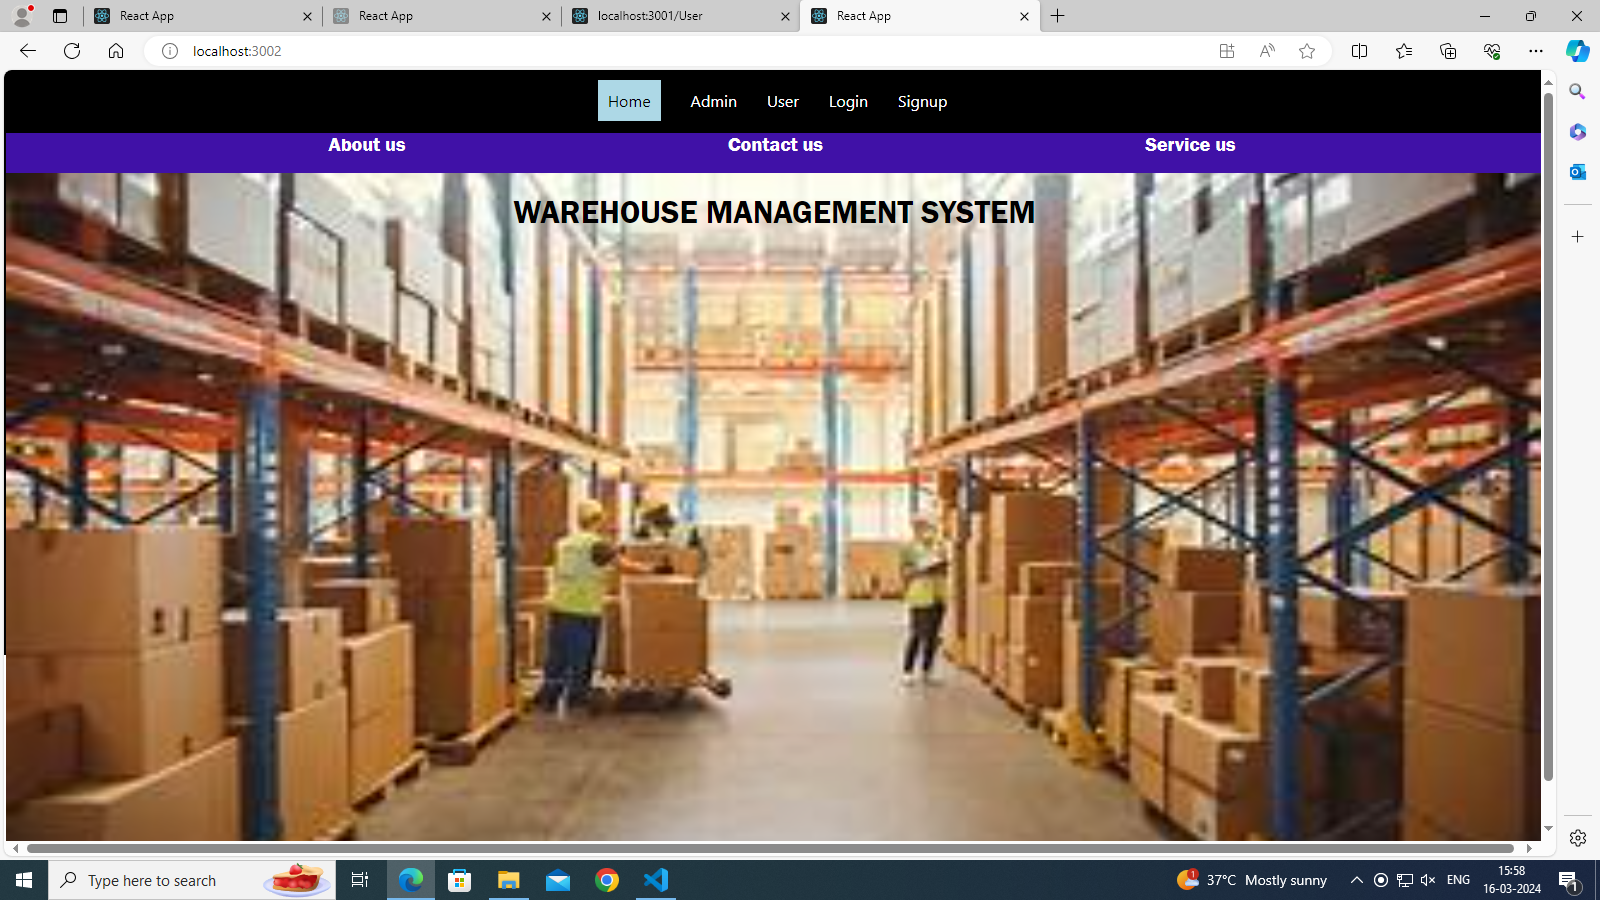 React App
React App
localhost:3001/User
React App
localhost:3002
Home Admin User Login Signup
About us Contact us Service us
WAREHOUSE MANAGEMENT SYSTEM
Type here to search
1
37°C Mostly sunny
ENG
15:58
16-03-2024
1